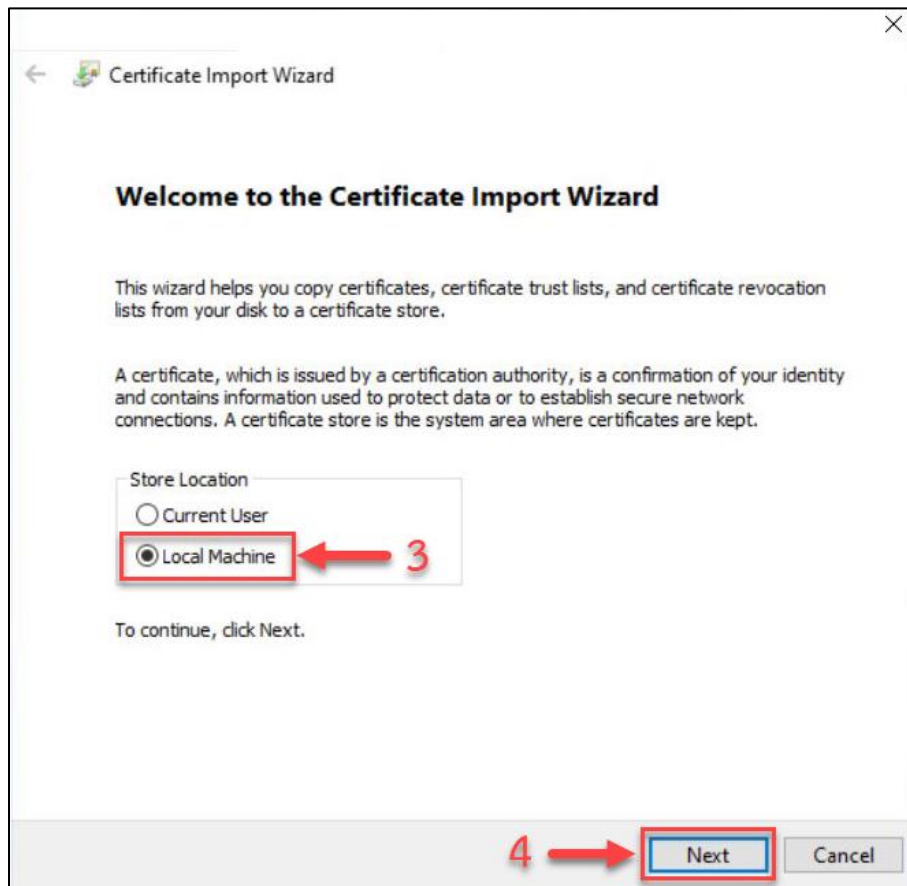 Certificate Import Wizard
Welcome to the Certificate Import Wizard
This wizard helps you copy certificates, certificate trust lists, and certificate revocation
lists from your disk to a certificate store.
A certificate, which is issued by a certification authority, is a confirmation of your identity
and contains information used to protect data or to establish secure network
connections. A certificate store is the system area where certificates are kept.
Store Location
Current User
Local Machine 3
To continue, click Next.
4 Next Cancel